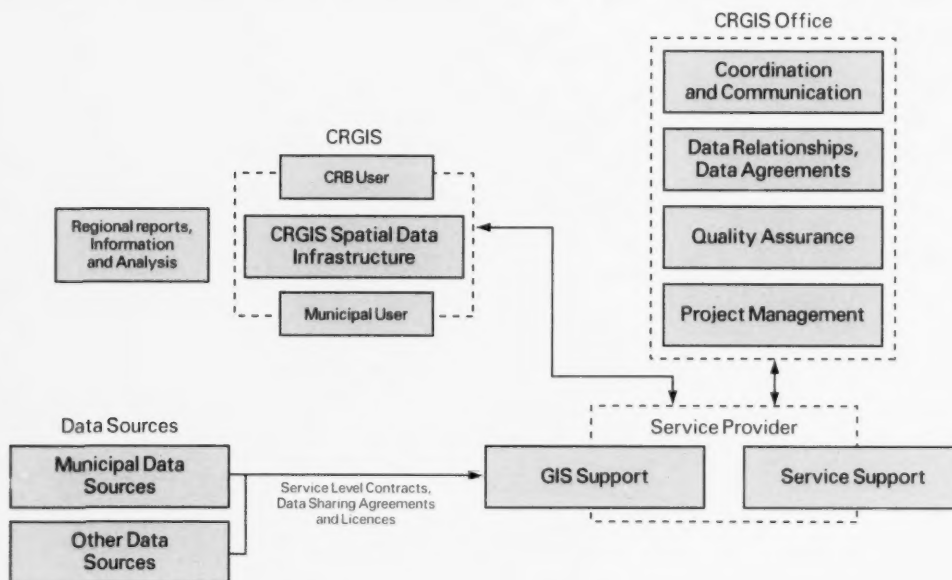 CRGIS Office
Coordination
and Communication
Data Relationships,
Data Agreements
Quality Assurance
Project Management
CRGIS
CRB User
CRGIS Spatial Data
Infrastructure
Municipal User
Regional reports,
Information
and Analysis
Data Sources
Municipal Data
Sources
Other Data
Sources
Service Level Contracts,
Data Sharing Agreements
and Licences
Service Provider
GIS Support
Service Support